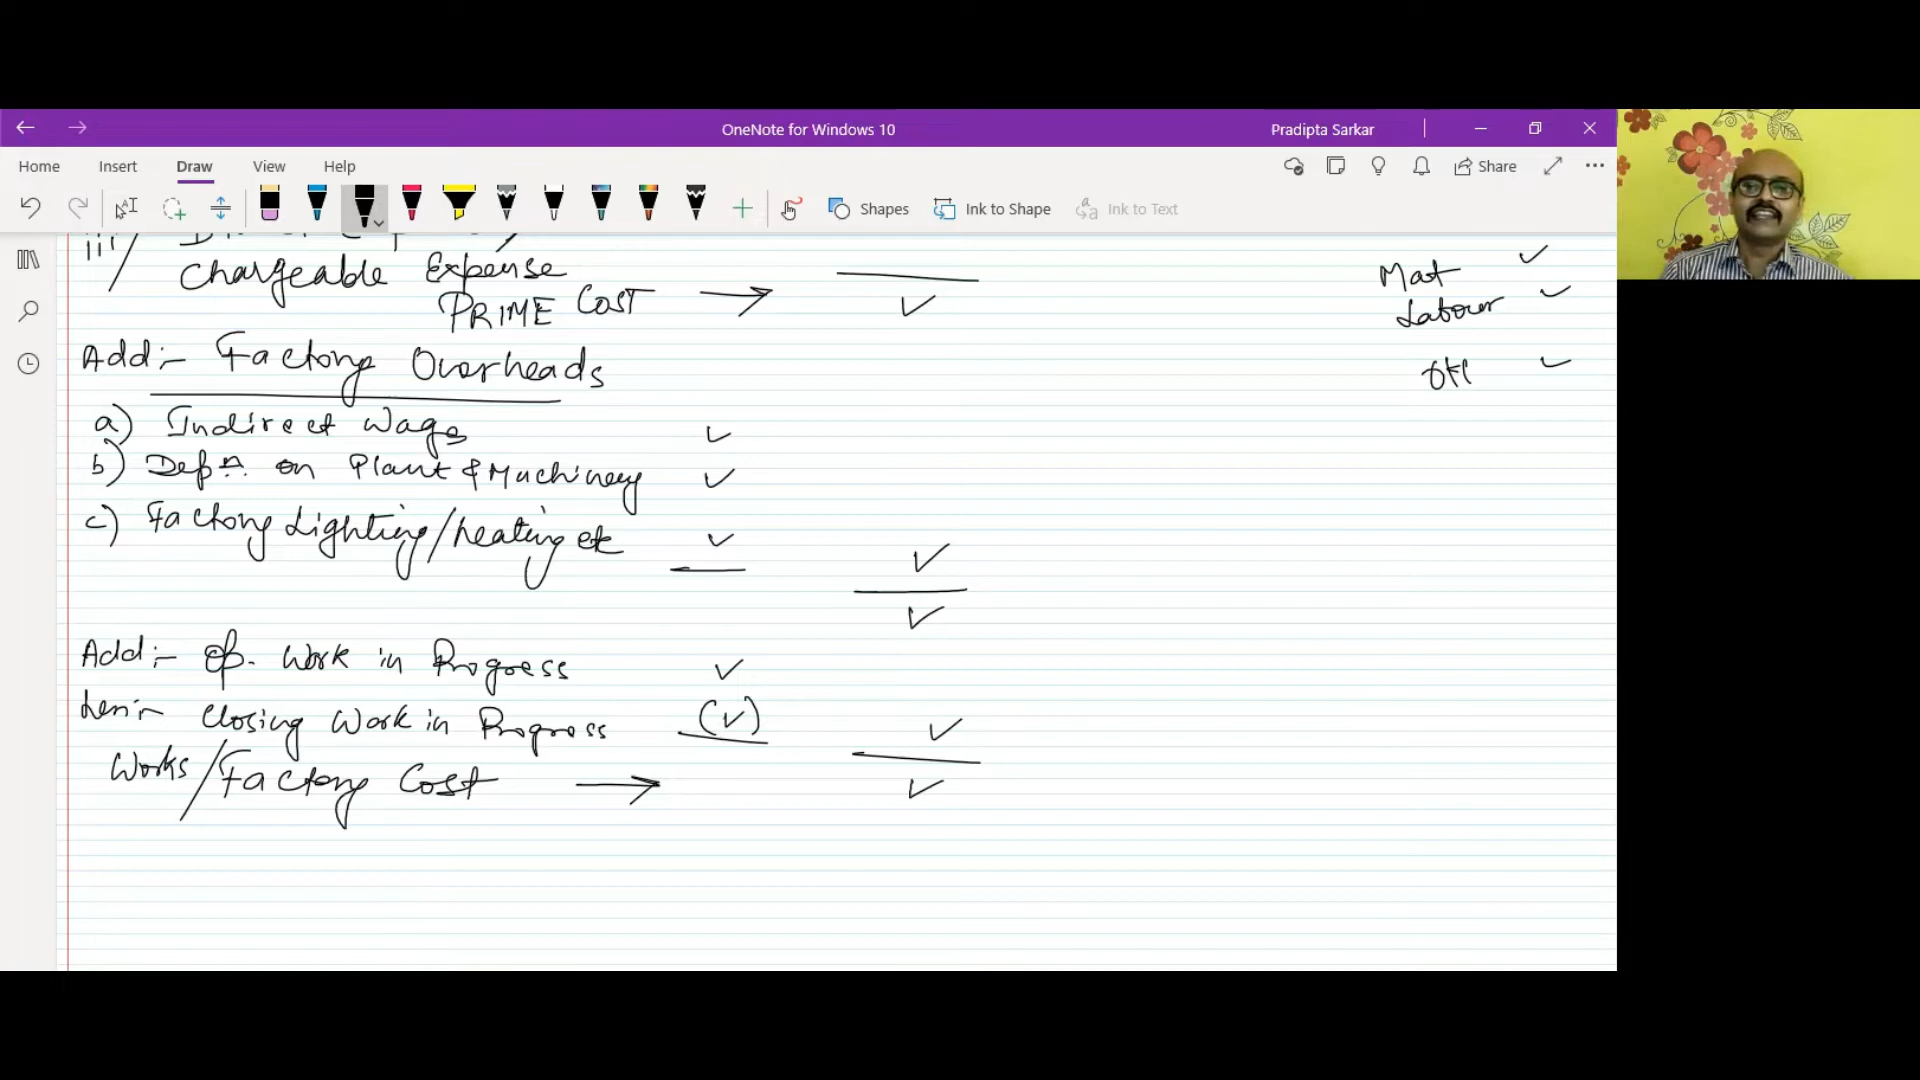 OneNote for Windows 10
Pradipta Sarkar
Home Insert Draw View Help
Share
Shapes Ink to Shape Ink to Text
iii/
Chargeable Expense
PRIME COST → ✓
Add:- Factory Overheads
a) Indirect Wages ✓
b) Depn. on Plant & Machinery ✓
c) Factory Lighting/heating etc ✓ ✓
✓
Add:- Op. Work in Progress ✓
Less:- Closing Work in Progress (✓) ✓
Works/Factory Cost → ✓
Mat ✓
Labour ✓
✓